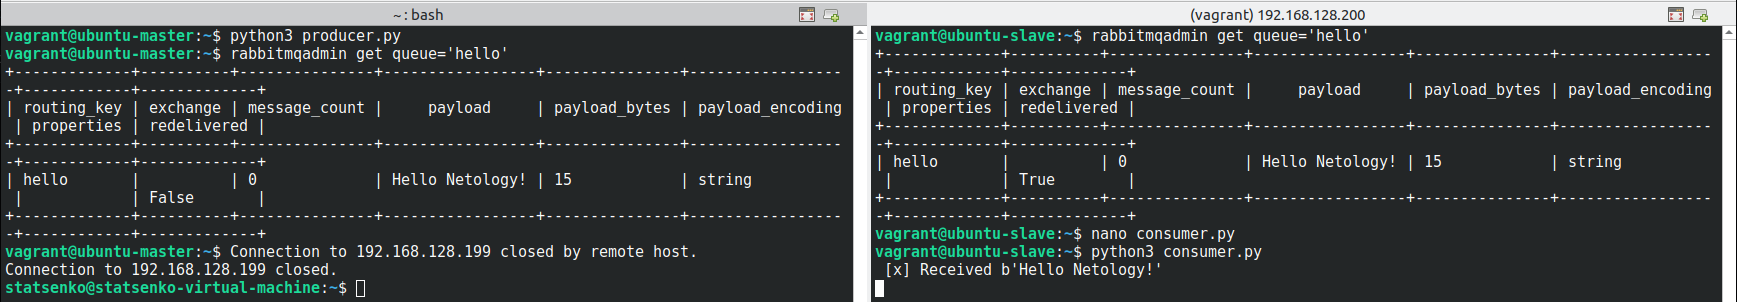 ~ : bash
vagrant@ubuntu-master:~$ python3 producer.py
vagrant@ubuntu-master:~$ rabbitmqadmin get queue='hello'
+-------------+----------+---------------+----------------+---------------+-----------------
-+------------+-------------+
| routing_key | exchange | message_count |     payload     | payload_bytes | payload_encoding
 | properties | redelivered |
+-------------+----------+---------------+----------------+---------------+-----------------
-+------------+-------------+
| hello       |          | 0             | Hello Netology! | 15            | string
 |            | False       |
+-------------+----------+---------------+----------------+---------------+-----------------
-+------------+-------------+
vagrant@ubuntu-master:~$ Connection to 192.168.128.199 closed by remote host.
Connection to 192.168.128.199 closed.
statsenko@statsenko-virtual-machine:~$
(vagrant) 192.168.128.200
vagrant@ubuntu-slave:~$ rabbitmqadmin get queue='hello'
+-------------+----------+---------------+----------------+---------------+-----------------
-+------------+-------------+
| routing_key | exchange | message_count |     payload     | payload_bytes | payload_encoding
 | properties | redelivered |
+-------------+----------+---------------+----------------+---------------+-----------------
-+------------+-------------+
| hello       |          | 0             | Hello Netology! | 15            | string
 |            | True        |
+-------------+----------+---------------+----------------+---------------+-----------------
-+------------+-------------+
vagrant@ubuntu-slave:~$ nano consumer.py
vagrant@ubuntu-slave:~$ python3 consumer.py
 [x] Received b'Hello Netology!'